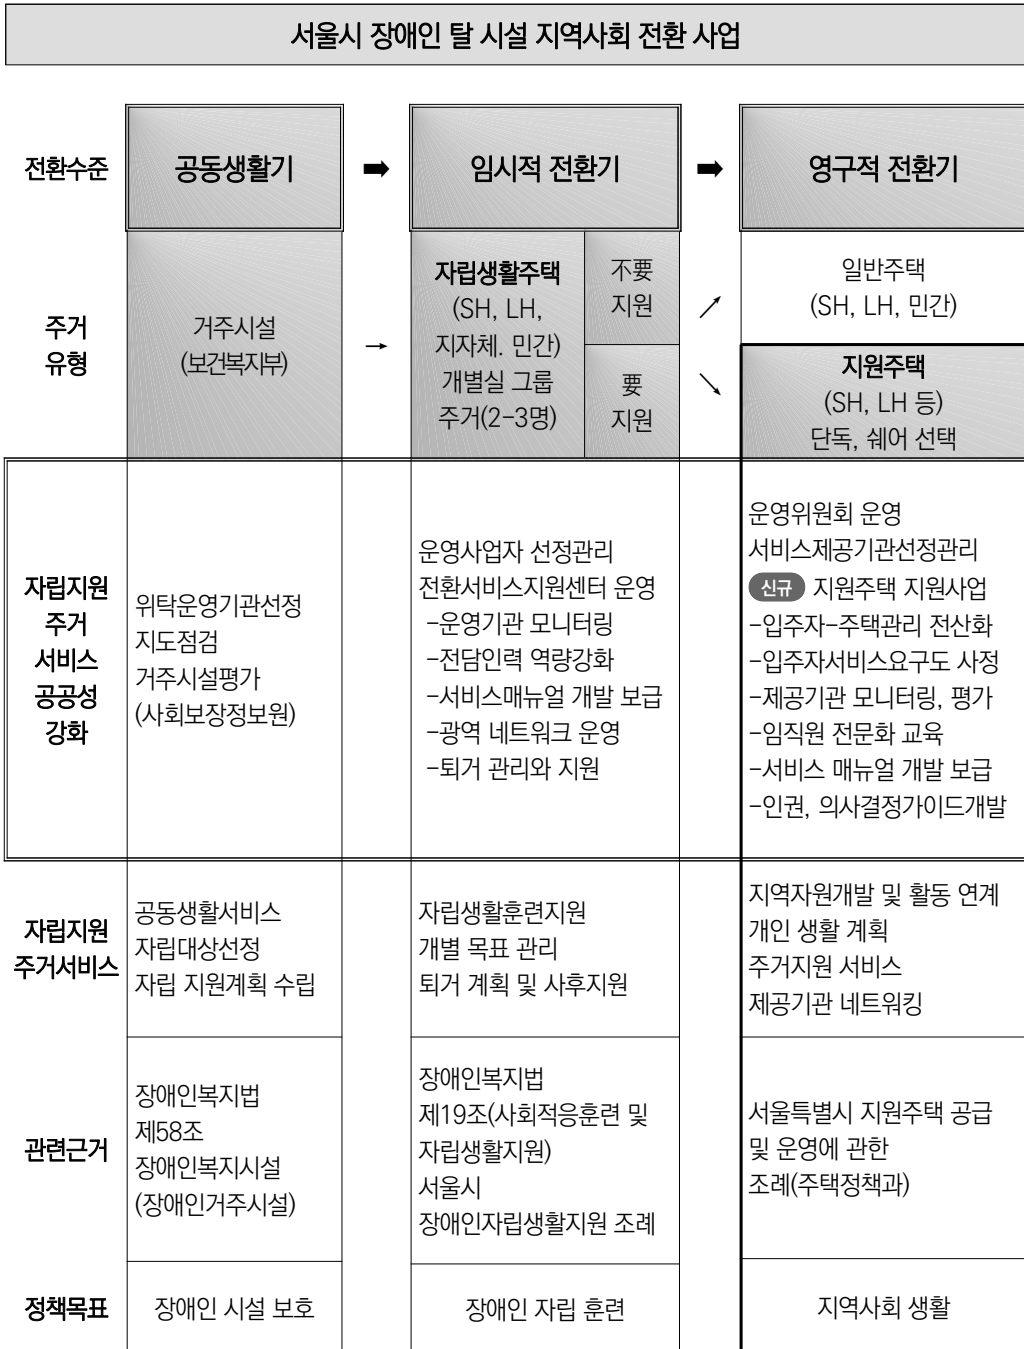 서울시 장애인 탈 시설 지역사회 전환 사업
전환수준
공동생활기
➡
임시적 전환기
➡
영구적 전환기
주거
유형
거주시설
(보건복지부)
→
자립생활주택
(SH, LH,
지자체. 민간)
개별실 그룹
주거(2-3명)
不要
지원
要
지원
↗
↘
일반주택
(SH, LH, 민간)
지원주택
(SH, LH 등)
단독, 쉐어 선택
자립지원
주거
서비스
공공성
강화
위탁운영기관선정
지도점검
거주시설평가
(사회보장정보원)
운영사업자 선정관리
전환서비스지원센터 운영
-운영기관 모니터링
-전담인력 역량강화
-서비스매뉴얼 개발 보급
-광역 네트워크 운영
-퇴거 관리와 지원
운영위원회 운영
서비스제공기관선정관리
신규 지원주택 지원사업
-입주자-주택관리 전산화
-입주자서비스요구도 사정
-제공기관 모니터링, 평가
-임직원 전문화 교육
-서비스 매뉴얼 개발 보급
-인권, 의사결정가이드개발
자립지원
주거서비스
공동생활서비스
자립대상선정
자립 지원계획 수립
자립생활훈련지원
개별 목표 관리
퇴거 계획 및 사후지원
지역자원개발 및 활동 연계
개인 생활 계획
주거지원 서비스
제공기관 네트워킹
관련근거
장애인복지법
제58조
장애인복지시설
(장애인거주시설)
장애인복지법
제19조(사회적응훈련 및
자립생활지원)
서울시
장애인자립생활지원 조례
서울특별시 지원주택 공급
및 운영에 관한
조례(주택정책과)
정책목표
장애인 시설 보호
장애인 자립 훈련
지역사회 생활